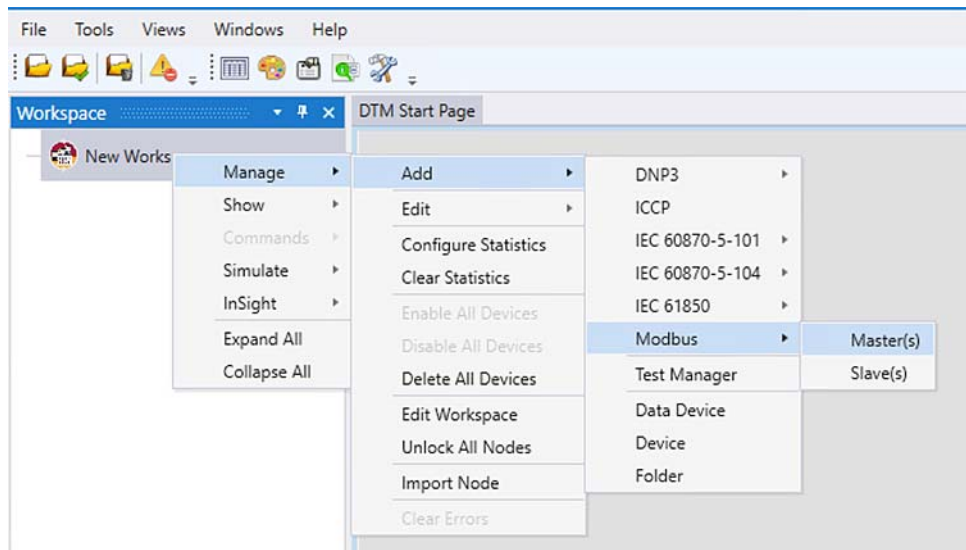 File Tools Views Windows Help
Workspace
DTM Start Page
New Works
Manage
Show
Commands
Simulate
InSight
Expand All
Collapse All
Add
Edit
Configure Statistics
Clear Statistics
Enable All Devices
Disable All Devices
Delete All Devices
Edit Workspace
Unlock All Nodes
Import Node
Clear Errors
DNP3
ICCP
IEC 60870-5-101
IEC 60870-5-104
IEC 61850
Modbus
Test Manager
Data Device
Device
Folder
Master(s)
Slave(s)